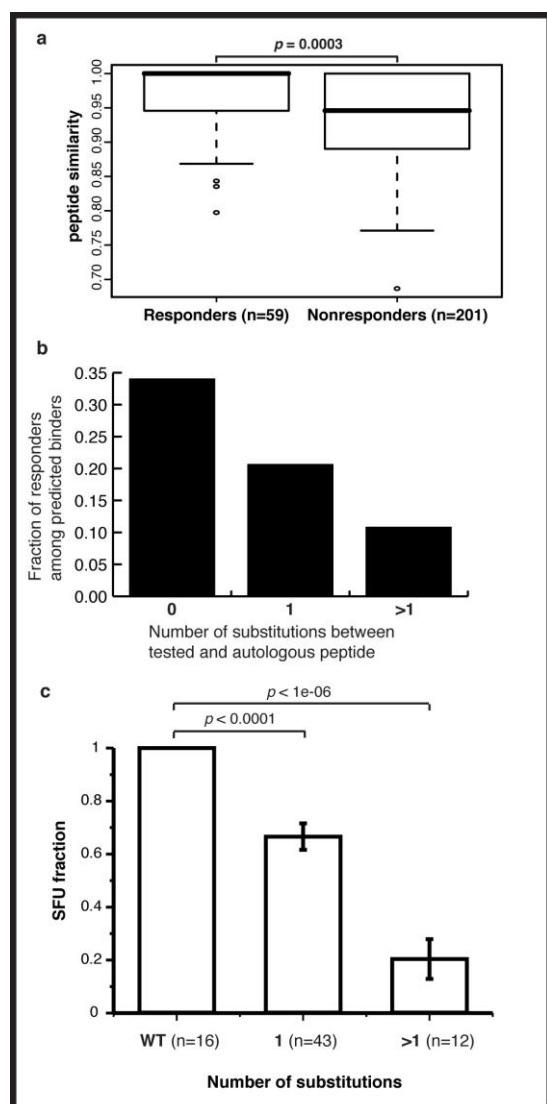 a
p = 0.0003
peptide similarity
1.00
0.95
0.90
0.85
0.80
0.75
0.70
Responders (n=59) Nonresponders (n=201)
b
Fraction of responders
among predicted binders
0.35
0.30
0.25
0.20
0.15
0.10
0.05
0.00
0 1 >1
Number of substitutions between
tested and autologous peptide
c
p < 1e-06
p < 0.0001
SFU fraction
1
0.8
0.6
0.4
0.2
0
WT (n=16) 1 (n=43) >1 (n=12)
Number of substitutions